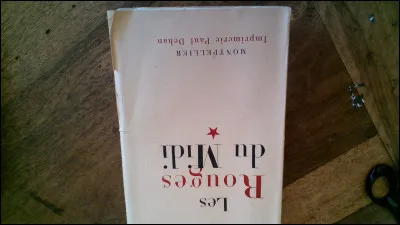 Les
Rouges
du Midi
MONTPELLIER
Imprimerie Paul Dehan